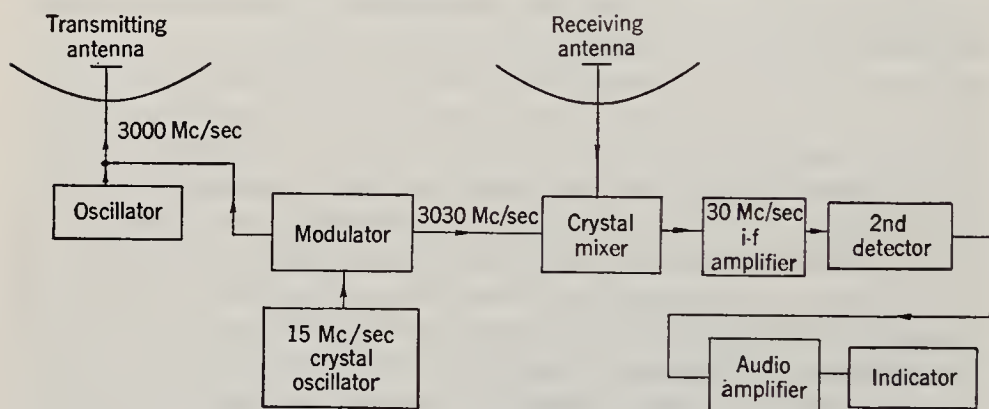 Transmitting
antenna
Receiving
antenna
3000 Mc/sec
Oscillator
Modulator
3030 Mc/sec
Crystal
mixer
30 Mc/sec
i-f
amplifier
2nd
detector
15 Mc/sec
crystal
oscillator
Audio
amplifier
Indicator